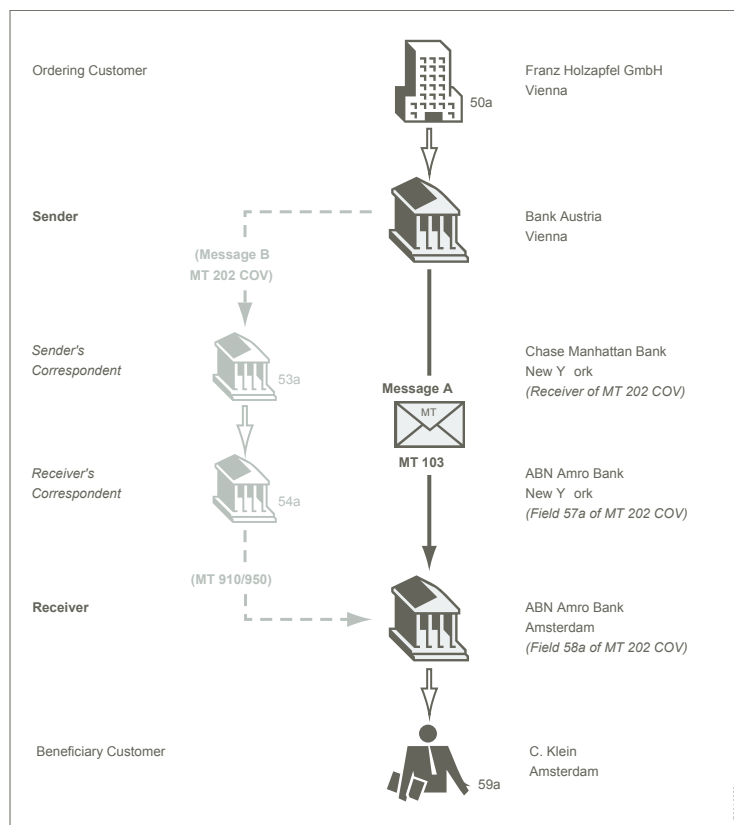 Ordering Customer
50a
Franz Holzapfel GmbH
Vienna
Sender
Bank Austria
Vienna
(Message B
MT 202 COV)
Sender's
Correspondent
53a
Chase Manhattan Bank
New Y ork
(Receiver of MT 202 COV)
Message A
MT
MT 103
Receiver's
Correspondent
54a
ABN Amro Bank
New Y ork
(Field 57a of MT 202 COV)
(MT 910/950)
Receiver
ABN Amro Bank
Amsterdam
(Field 58a of MT 202 COV)
Beneficiary Customer
59a
C. Klein
Amsterdam